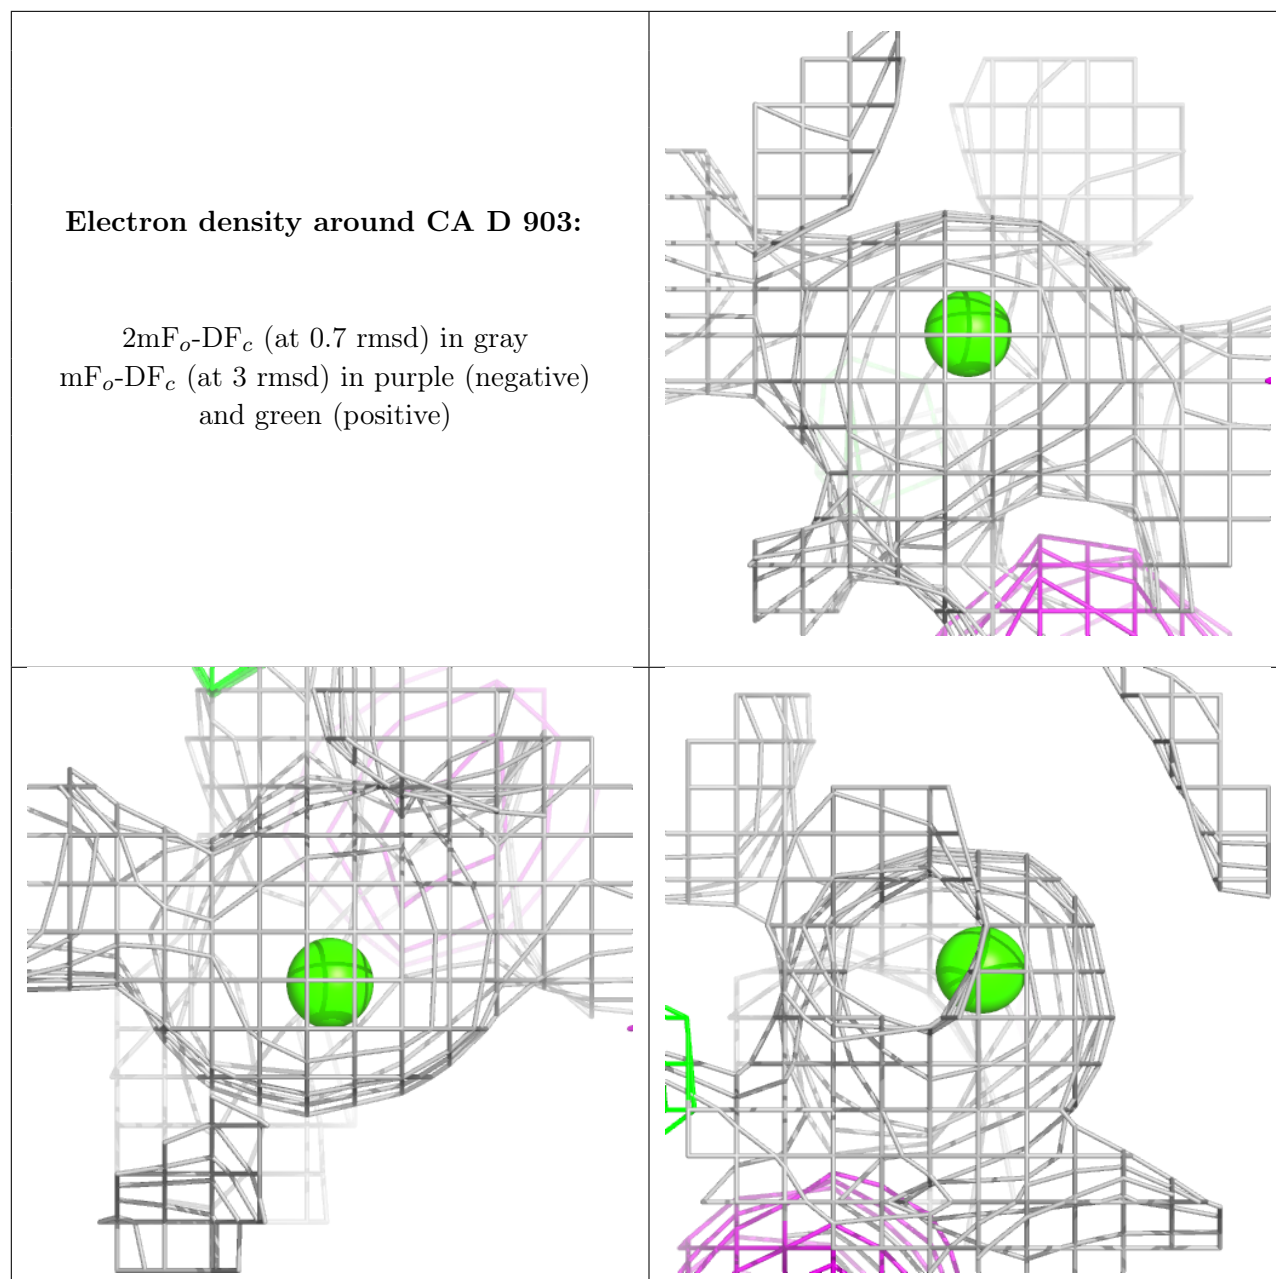 Electron density around CA D 903:
2mFo-DFc (at 0.7 rmsd) in gray
mFo-DFc (at 3 rmsd) in purple (negative)
and green (positive)